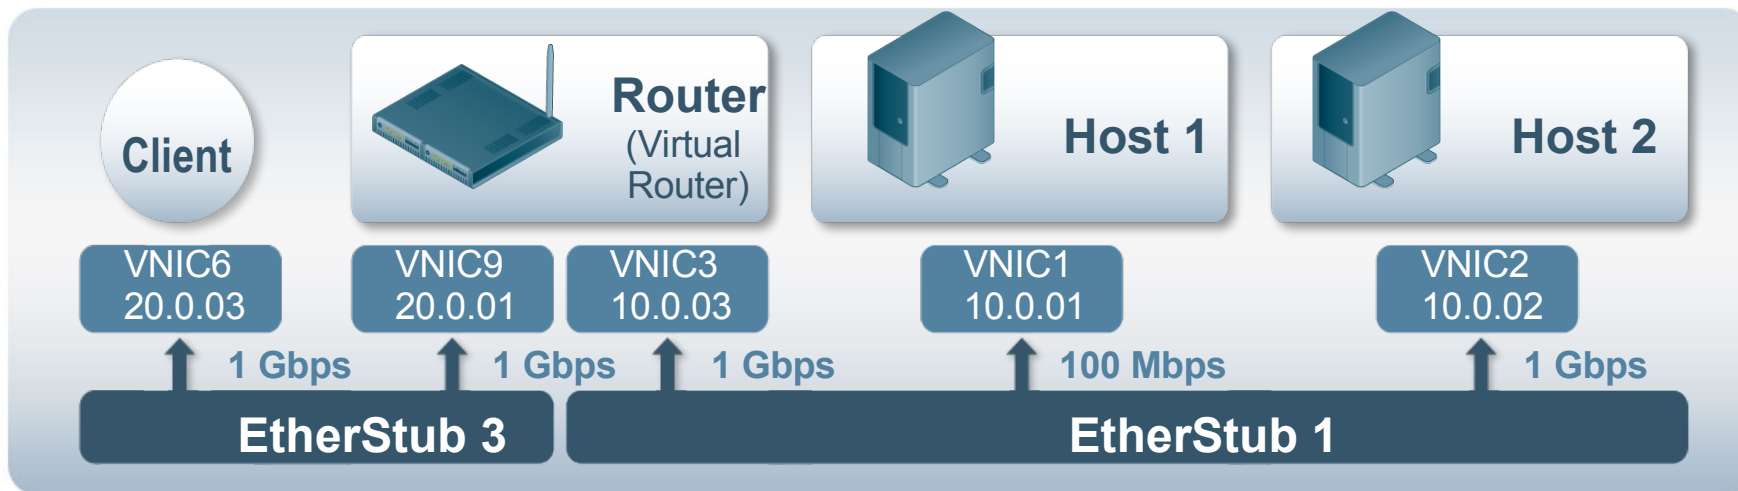 Client
Router
(Virtual
Router)
Host 1
Host 2
VNIC6
20.0.03
VNIC9
20.0.01
VNIC3
10.0.03
VNIC1
10.0.01
VNIC2
10.0.02
1 Gbps
1 Gbps
1 Gbps
100 Mbps
1 Gbps
EtherStub 3
EtherStub 1